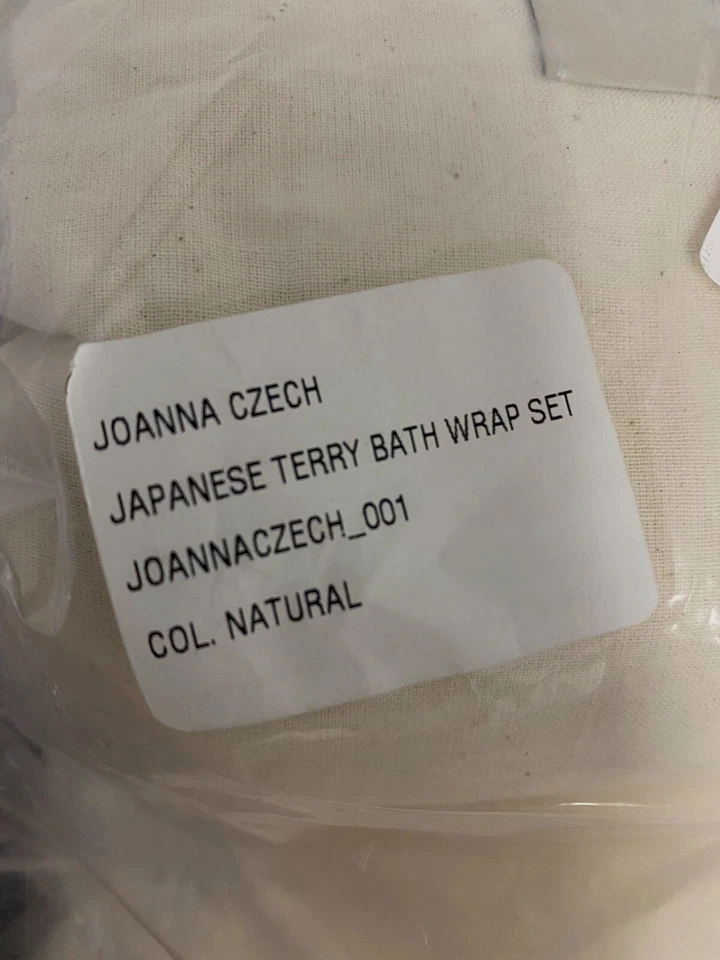 JOANNA CZECH
JAPANESE TERRY BATH WRAP SET
JOANNACZECH_001
COL. NATURAL